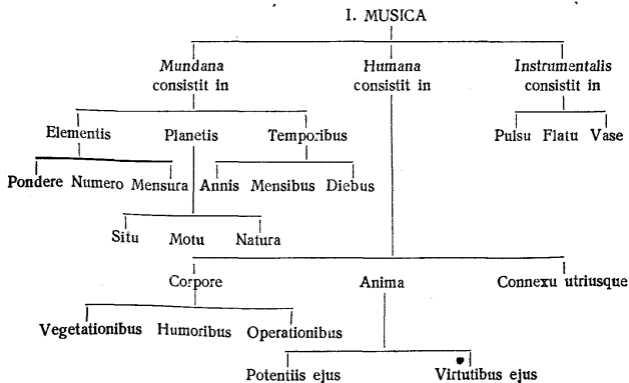 I. MUSICA
Mundana Humana Instrumentalis
consistit in consistit in consistit in
Elementis Planetis Temporibus Pulsu Flatu Vase
Pondere Numero Mensura Annis Mensibus Diebus
Situ Motu Natura
Corpore Anima Connexu utriusque
Vegetationibus Humoribus Operationibus
Potentiis ejus Virtutibus ejus